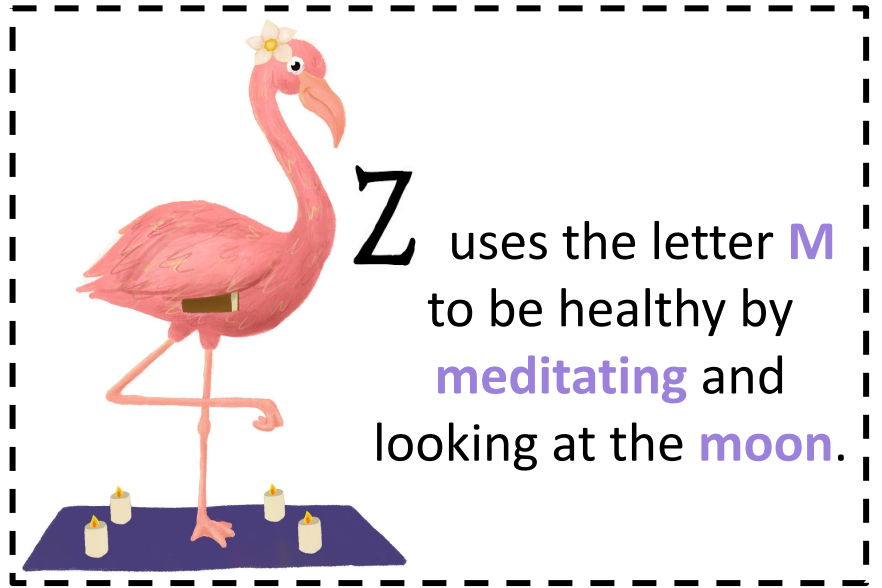 Z uses the letter M
to be healthy by
meditating and
looking at the moon.